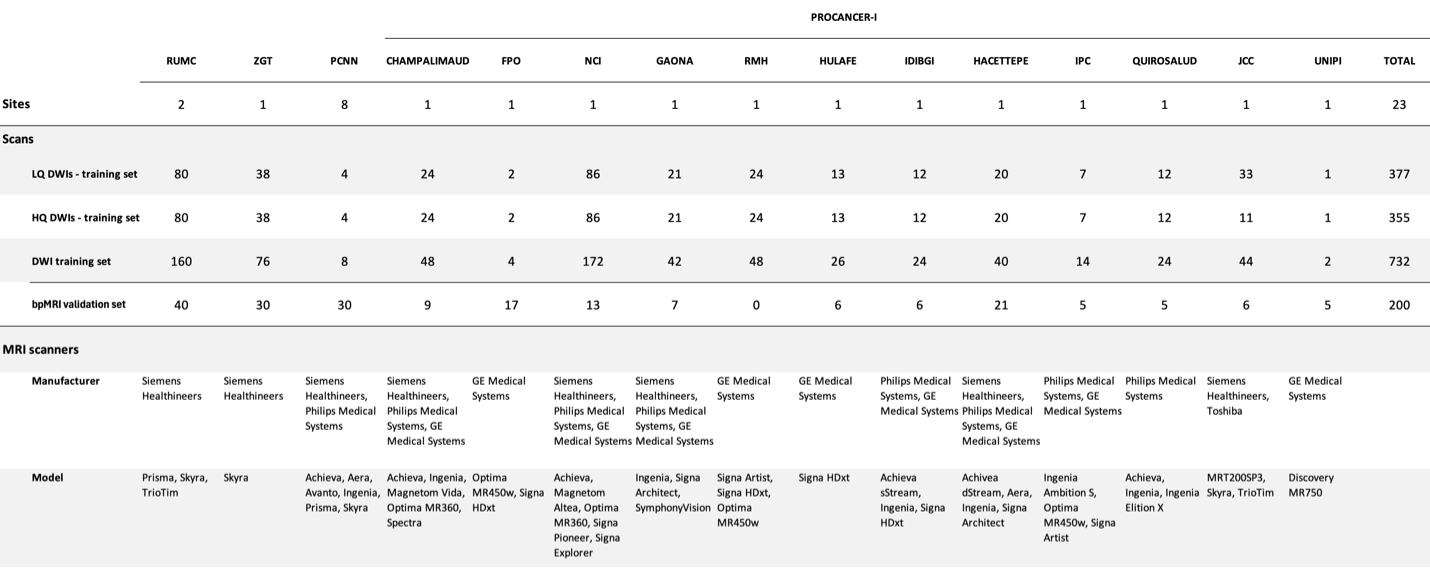 PROCANCER-I
RUMC ZGT PCNN CHAMPALIMAUD FPO NCI GAONA RMH HULAFE IDIBGI HACETTEPE IPC QUIROSALUD JCC UNIPI TOTAL
Sites 2 1 8 1 1 1 1 1 1 1 1 1 1 1 1 23
Scans
LQ DWIs - training set 80 38 4 24 2 86 21 24 13 12 20 7 12 33 1 377
HQ DWIs - training set 80 38 4 24 2 86 21 24 13 12 20 7 12 11 1 355
DWI training set 160 76 8 48 4 172 42 48 26 24 40 14 24 44 2 732
bpMRI validation set 40 30 30 9 17 13 7 0 6 6 21 5 5 6 5 200
MRI scanners
Manufacturer Siemens Siemens Siemens Siemens GE Medical Siemens Siemens GE Medical GE Medical Philips Medical Siemens Philips Medical Philips Medical Siemens GE Medical
Healthineers Healthineers Healthineers, Healthineers, Systems Healthineers, Healthineers, Systems Systems Systems, GE Healthineers, Systems, GE Systems Healthineers, Systems
Philips Medical Philips Medical Philips Medical Philips Medical Medical Systems Philips Medical Medical Systems Toshiba
Systems Systems, GE Systems, GE Systems, GE Systems, GE
Medical Systems Medical Systems Medical Systems Medical Systems
Model Prisma, Skyra, Skyra Achieva, Aera, Achieva, Ingenia, Optima Achieva, Ingenia, Signa Signa Artist, Signa HDxt Achieva Achivea Ingenia Achieva, MRT200SP3, Discovery
TrioTim Avanto, Ingenia, Magnetom Vida, MR450w, Signa Magnetom Architect, Signa HDxt, sStream, dStream, Aera, Ambition S, Ingenia, Ingenia Skyra, TrioTim MR750
Prisma, Skyra Optima MR360, HDxt Altea, Optima SymphonyVision Optima Ingenia, Signa Ingenia, Signa Optima Elition X
Spectra MR360, Signa MR450w HDxt Architect MR450w, Signa
Pioneer, Signa Artist
Explorer